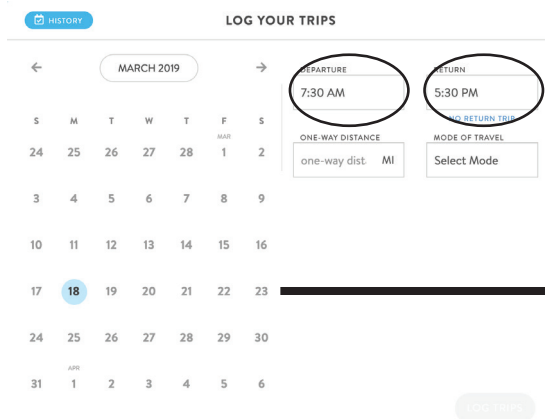 HISTORY
LOG YOUR TRIPS
MARCH 2019
S M T W T F S
MAR
24 25 26 27 28 1 2
3 4 5 6 7 8 9
10 11 12 13 14 15 16
17 18 19 20 21 22 23
24 25 26 27 28 29 30
APR
31 1 2 3 4 5 6
DEPARTURE
7:30 AM
RETURN
5:30 PM
NO RETURN TRIP
ONE-WAY DISTANCE
one-way dist MI
MODE OF TRAVEL
Select Mode
LOG TRIPS